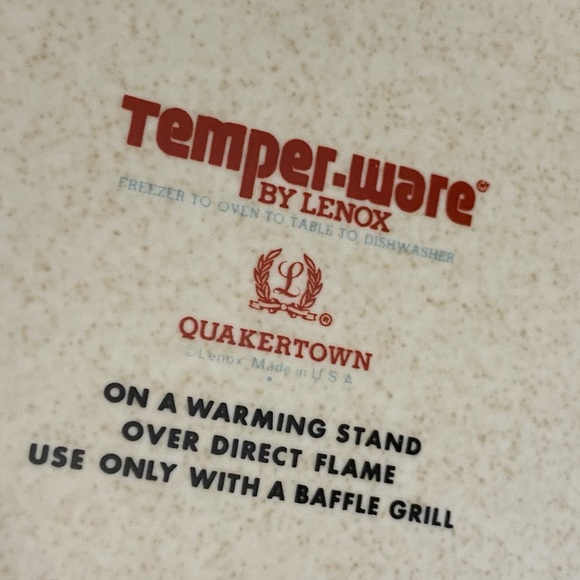 Temper-ware®
BY LENOX
FREEZER TO OVEN TO TABLE TO DISHWASHER
L
®
QUAKERTOWN
© Lenox, Made in U S A
ON A WARMING STAND
OVER DIRECT FLAME
USE ONLY WITH A BAFFLE GRILL